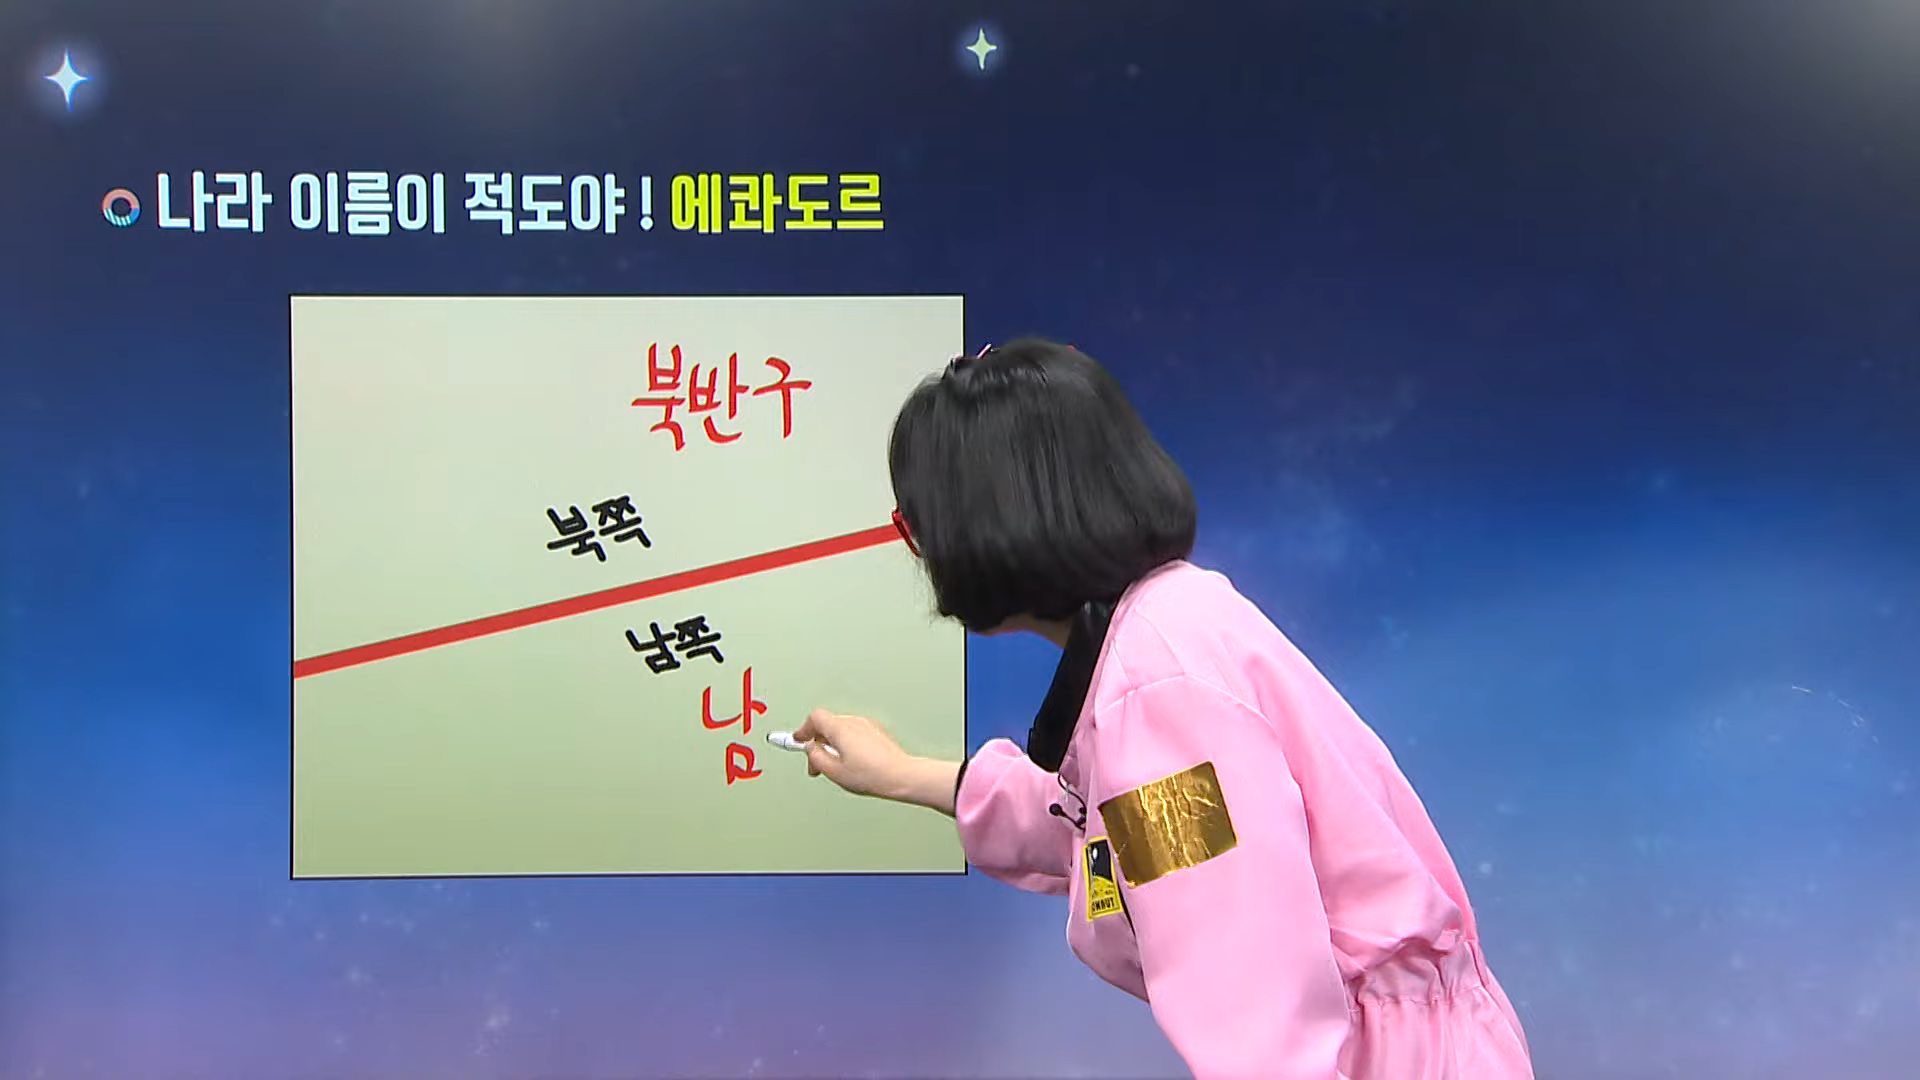 나라 이름이 적도야! 에콰도르
북반구
북쪽
남쪽
남